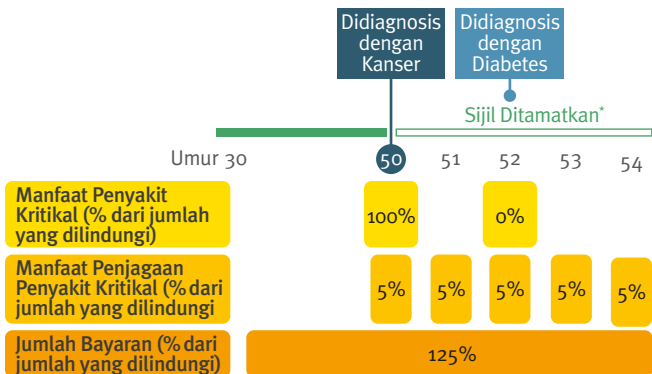 Didiagnosis
dengan
Kanser
Didiagnosis
dengan
Diabetes
Sijil Ditamatkan*
Umur 30
50
51
52
53
54
Manfaat Penyakit
Kritikal (% dari jumlah
yang dilindungi)
100%
0%
Manfaat Penjagaan
Penyakit Kritikal (% dari
jumlah yang dilindungi
5%
5%
5%
5%
5%
Jumlah Bayaran (% dari
jumlah yang dilindungi)
125%